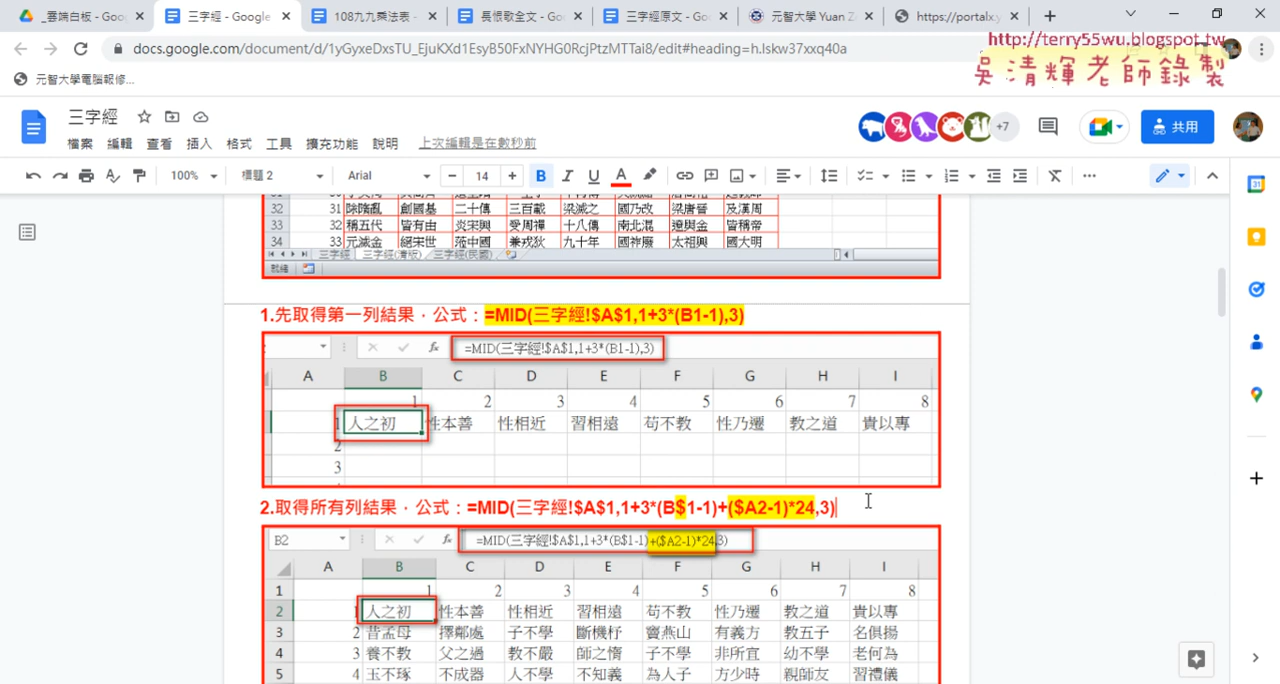 _雲端白板 - Goo
三字經 - Google
108九九乘法表 -
長恨歌全文 - Goo
三字經原文 - Goo
元智大學 Yuan Z
https://portalx.y
docs.google.com/document/d/1yGyxeDxsTU_EjuKXd1EsyB50FxNYHG0RcjPtzMTTai8/edit#heading=h.lskw37xxq40a
http://terry55wu.blogspot.tw
吳清輝老師錄製
元智大學電腦報修...
三字經
檔案 編輯 查看 插入 格式 工具 擴充功能 說明 上次編輯是在數秒前
+7
共用
100% 標題 2 Arial 14
32 31 除隋亂 創國基 二十傳 三百載 梁滅之 國乃改 梁唐晉 及漢周
33 32 稱五代 皆有由 炎宋興 受周禪 十八傳 南北混 遼與金 皆稱帝
34 33 元滅金 絕宋世 蒞中國 兼戎狄 九十年 國祚廢 太祖興 國大明
三字經 三字經(清版) 三字經(民國)
就緒
1.先取得第一列結果，公式：=MID(三字經!$A$1,1+3*(B1-1),3)
=MID(三字經!$A$1,1+3*(B1-1),3)
A B C D E F G H I
1 2 3 4 5 6 7 8
1 人之初 性本善 性相近 習相遠 苟不教 性乃遷 教之道 貴以專
2
3
2.取得所有列結果，公式：=MID(三字經!$A$1,1+3*(B$1-1)+($A2-1)*24,3)
B2 =MID(三字經!$A$1,1+3*(B$1-1)+($A2-1)*24,3)
A B C D E F G H I
1 1 2 3 4 5 6 7 8
2 1 人之初 性本善 性相近 習相遠 苟不教 性乃遷 教之道 貴以專
3 2 昔孟母 擇鄰處 子不學 斷機杼 竇燕山 有義方 教五子 名俱揚
4 3 養不教 父之過 教不嚴 師之惰 子不學 非所宜 幼不學 老何為
5 4 玉不琢 不成器 人不學 不知義 為人子 方少時 親師友 習禮儀